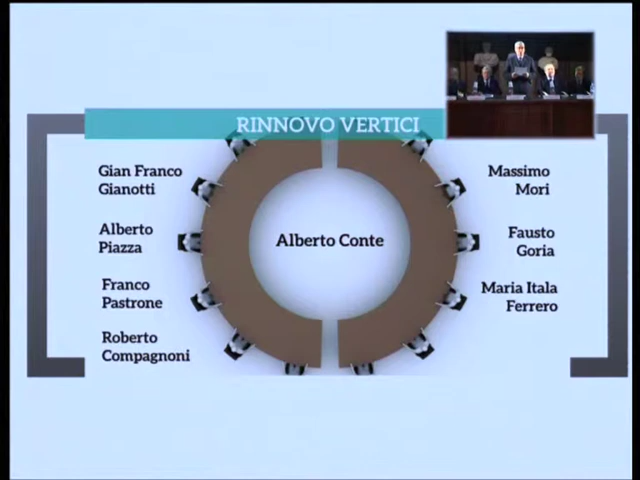 RINNOVO VERTICI
Gian Franco
Gianotti
Alberto
Piazza
Franco
Pastrone
Roberto
Compagnoni
Alberto Conte
Massimo
Mori
Fausto
Goria
Maria Itala
Ferrero